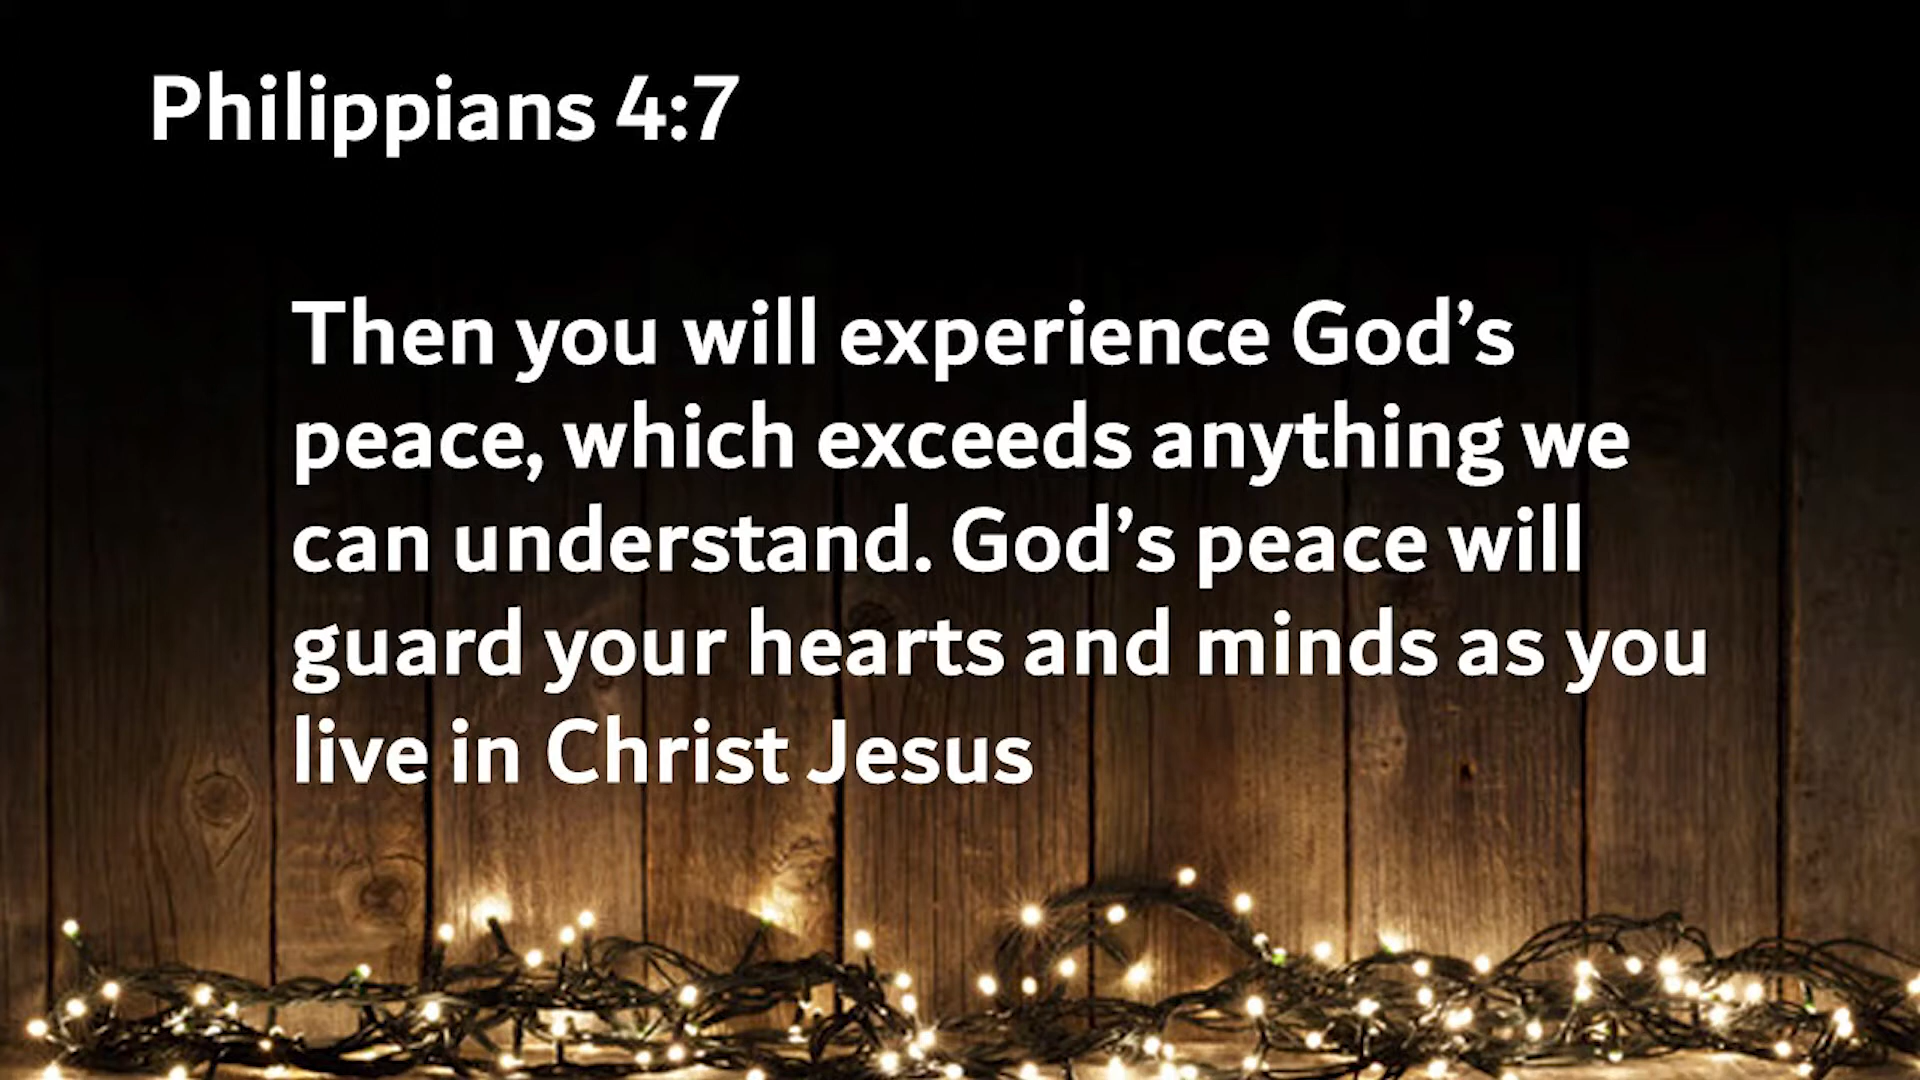 Philippians 4:7
Then you will experience God’s
peace, which exceeds anything we
can understand. God’s peace will
guard your hearts and minds as you
live in Christ Jesus